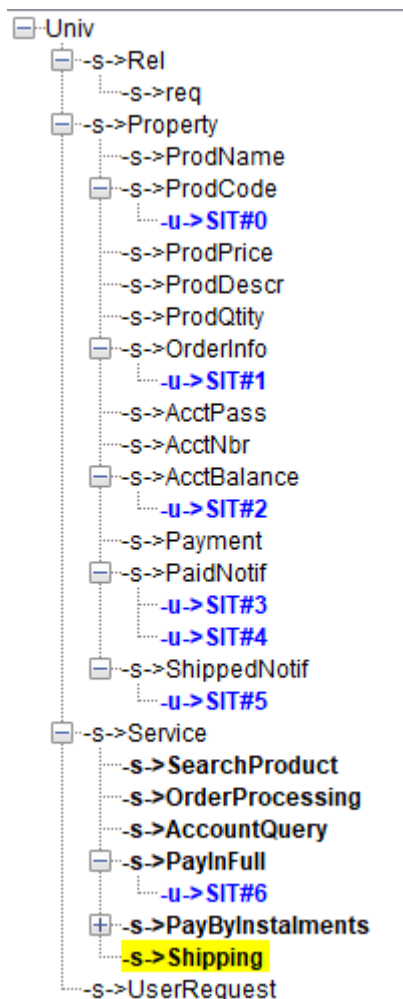 Univ
-s->Rel
-s->req
-s->Property
-s->ProdName
-s->ProdCode
-u->SIT#0
-s->ProdPrice
-s->ProdDescr
-s->ProdQtity
-s->OrderInfo
-u->SIT#1
-s->AcctPass
-s->AcctNbr
-s->AcctBalance
-u->SIT#2
-s->Payment
-s->PaidNotif
-u->SIT#3
-u->SIT#4
-s->ShippedNotif
-u->SIT#5
-s->Service
-s->SearchProduct
-s->OrderProcessing
-s->AccountQuery
-s->PayInFull
-u->SIT#6
-s->PayByInstalments
-s->Shipping
-s->UserRequest